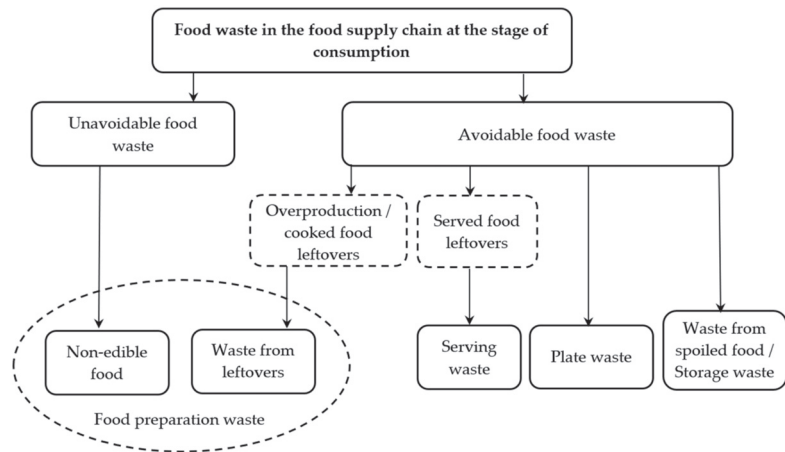 Food waste in the food supply chain at the stage of
consumption
Unavoidable food
waste
Avoidable food waste
Overproduction /
cooked food
leftovers
Served food
leftovers
Non-edible
food
Waste from
leftovers
Serving
waste
Plate waste
Waste from
spoiled food /
Storage waste
Food preparation waste